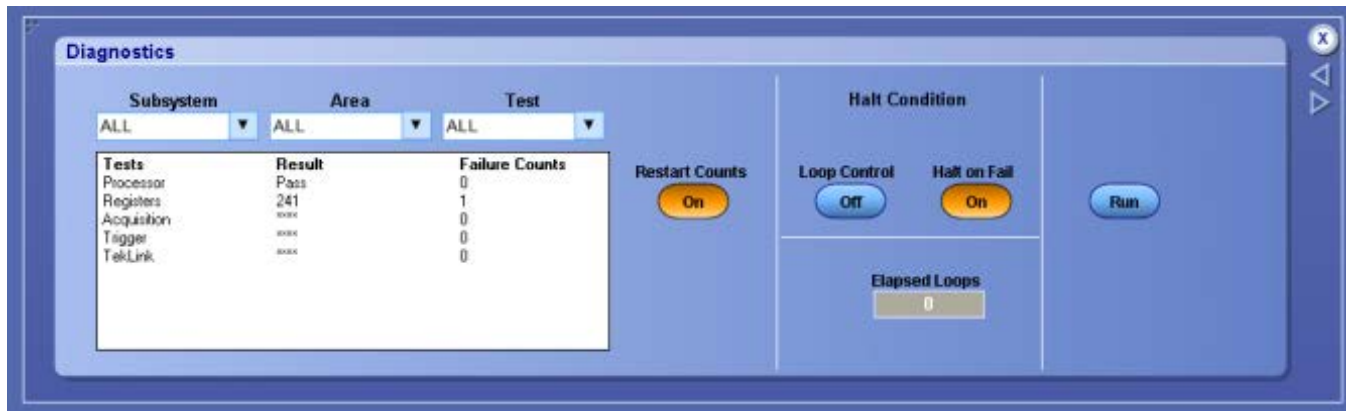 X
Diagnostics
Subsystem Area Test Halt Condition
ALL ALL ALL
Tests Result Failure Counts
Processor Pass 0
Registers 241 1
Acquisition **** 0
Trigger **** 0
TekLink **** 0
Restart Counts Loop Control Halt on Fail
On Off On Run
Elapsed Loops
0